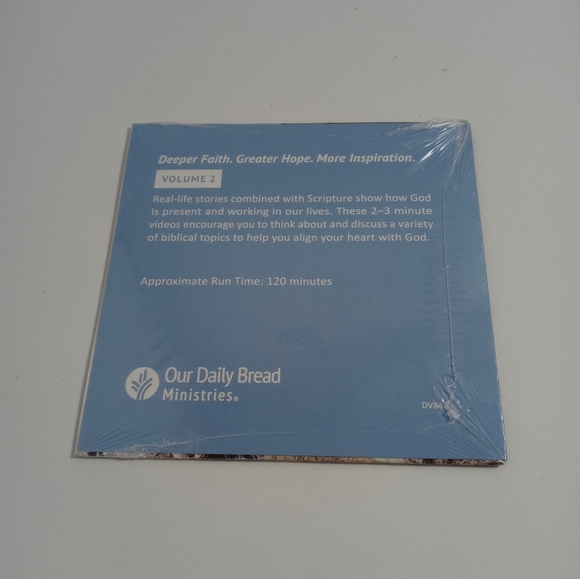 Deeper Faith. Greater Hope. More Inspiration.
VOLUME 2
Real-life stories combined with Scripture show how God
is present and working in our lives. These 2–3 minute
videos encourage you to think about and discuss a variety
of biblical topics to help you align your heart with God.
Approximate Run Time: 120 minutes
Our Daily Bread
Ministries®